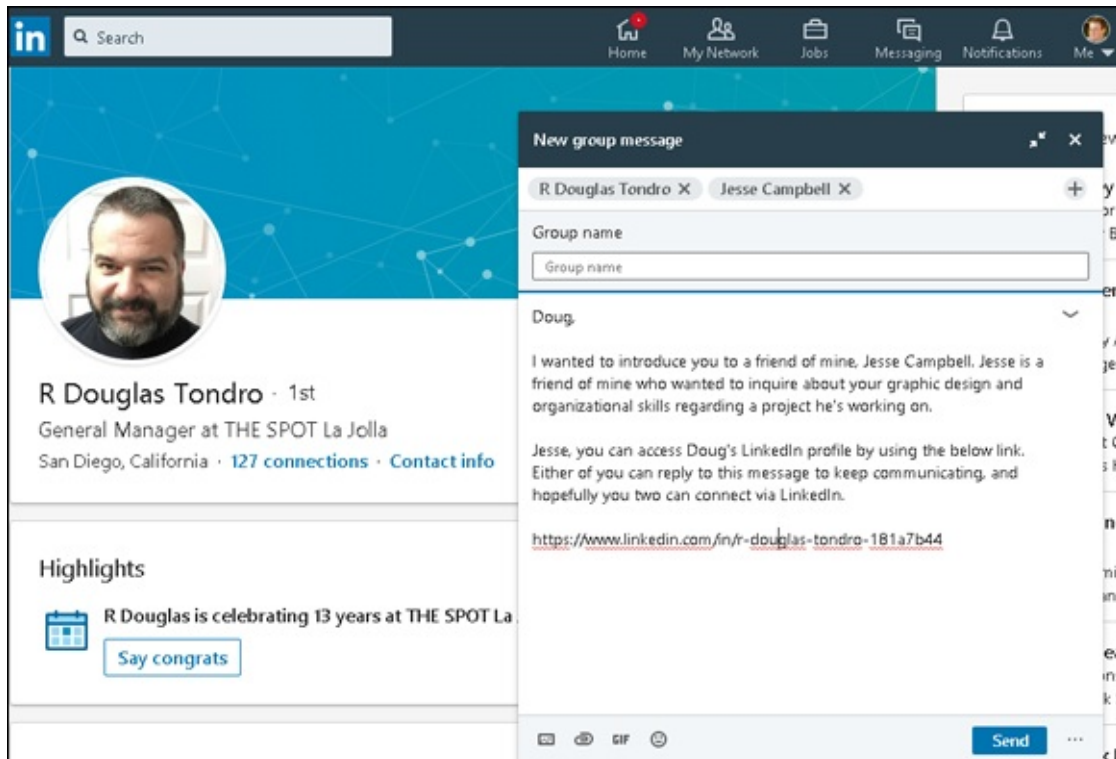 in
Search
Home
My Network
Jobs
Messaging
Notifications
Me
New group message
R Douglas Tondro
Jesse Campbell
Group name
Group name
Doug,
I wanted to introduce you to a friend of mine, Jesse Campbell. Jesse is a
friend of mine who wanted to inquire about your graphic design and
organizational skills regarding a project he's working on.
Jesse, you can access Doug's LinkedIn profile by using the below link.
Either of you can reply to this message to keep communicating, and
hopefully you two can connect via LinkedIn.
https://www.linkedin.com/in/r-douglas-tondro-181a7b44
GIF
Send
R Douglas Tondro · 1st
General Manager at THE SPOT La Jolla
San Diego, California · 127 connections · Contact info
Highlights
R Douglas is celebrating 13 years at THE SPOT La
Say congrats